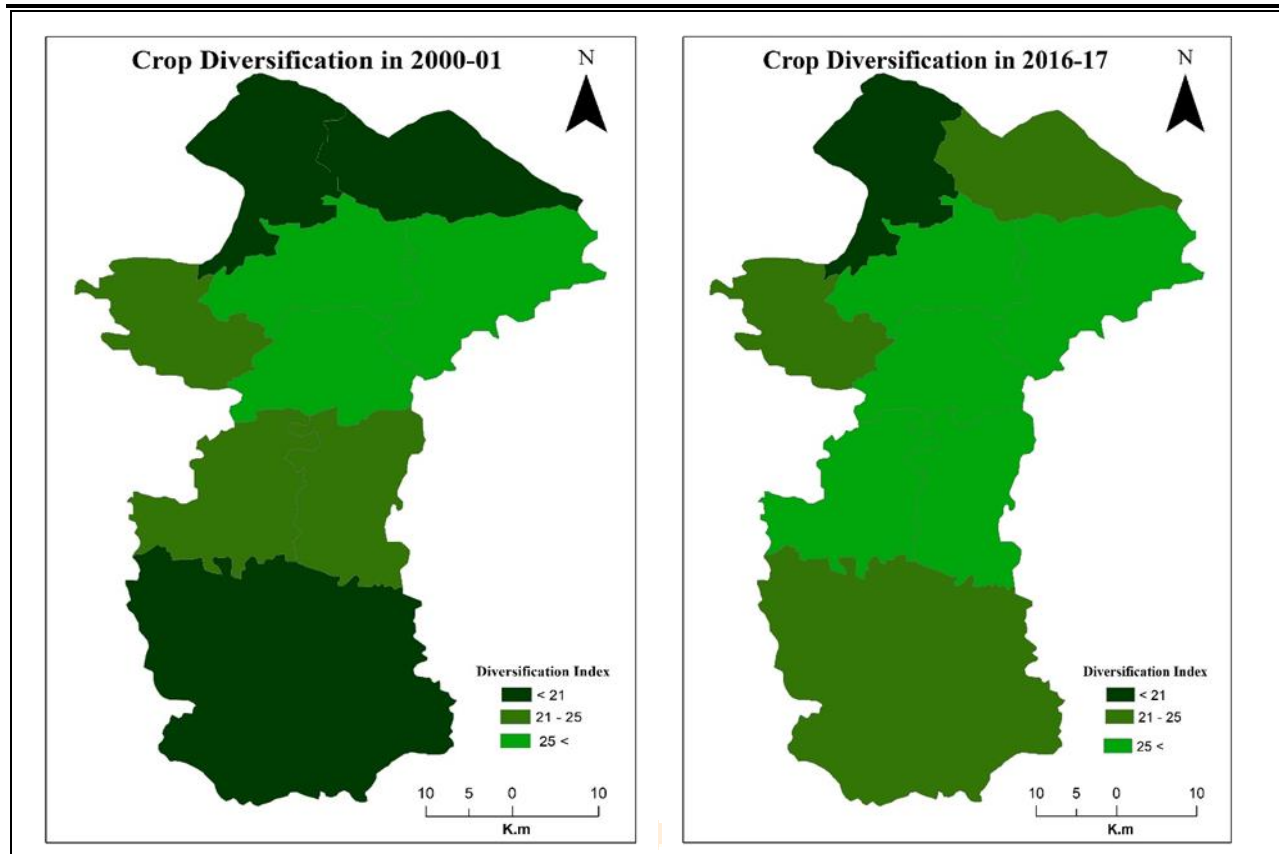 Crop Diversification in 2000-01
N
Diversification Index
< 21
21 - 25
25 <
10 5 0 10
K.m
Crop Diversification in 2016-17
N
Diversification Index
< 21
21 - 25
25 <
10 5 0 10
K.m